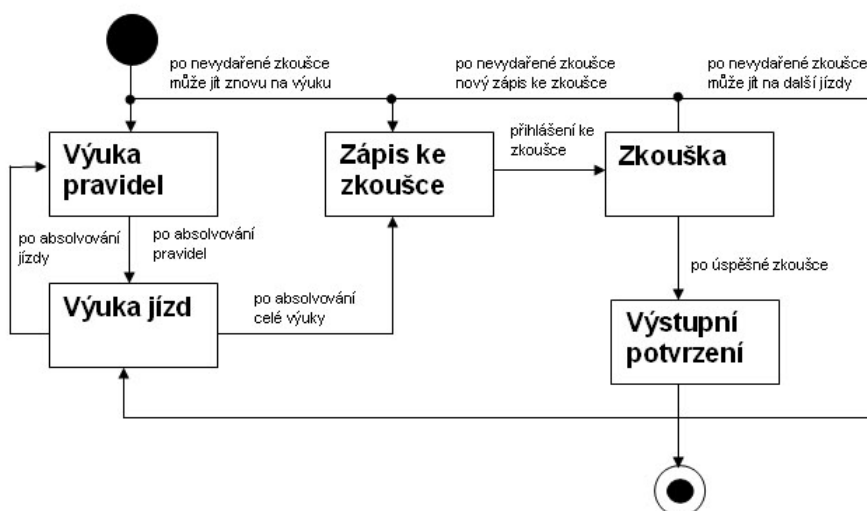 po nevydařené zkoušce
může jít znovu na výuku
po nevydařené zkoušce
nový zápis ke zkoušce
po nevydařené zkoušce
může jít na další jízdy
Výuka
pravidel
Zápis ke
zkoušce
přihlášení ke
zkoušce
Zkouška
po absolvování
jízdy
po absolvování
pravidel
po úspěšné zkoušce
Výuka jízd
po absolvování
celé výuky
Výstupní
potvrzení